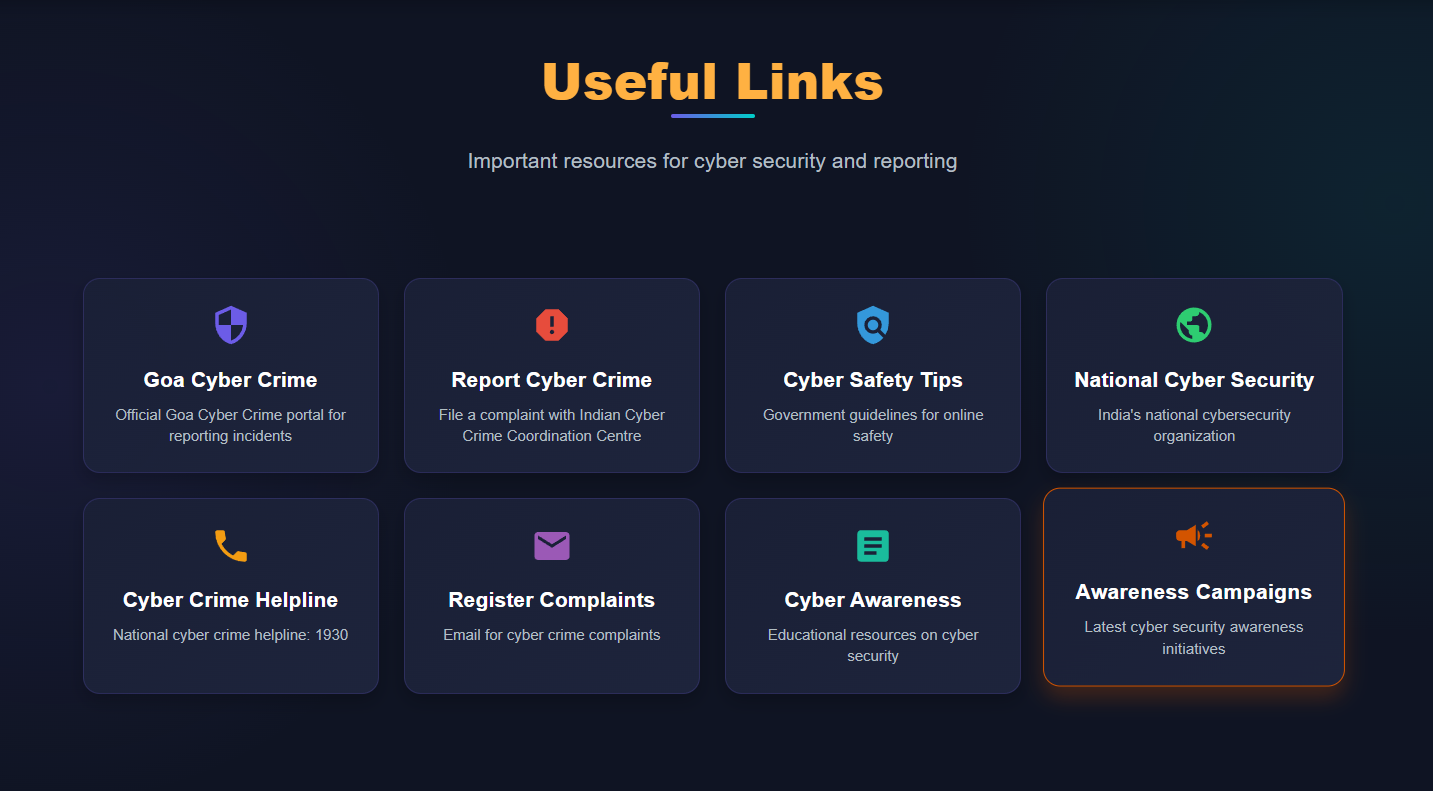 Useful Links
Important resources for cyber security and reporting
Goa Cyber Crime
Official Goa Cyber Crime portal for
reporting incidents
Report Cyber Crime
File a complaint with Indian Cyber
Crime Coordination Centre
Cyber Safety Tips
Government guidelines for online
safety
National Cyber Security
India's national cybersecurity
organization
Cyber Crime Helpline
National cyber crime helpline: 1930
Register Complaints
Email for cyber crime complaints
Cyber Awareness
Educational resources on cyber
security
Awareness Campaigns
Latest cyber security awareness
initiatives